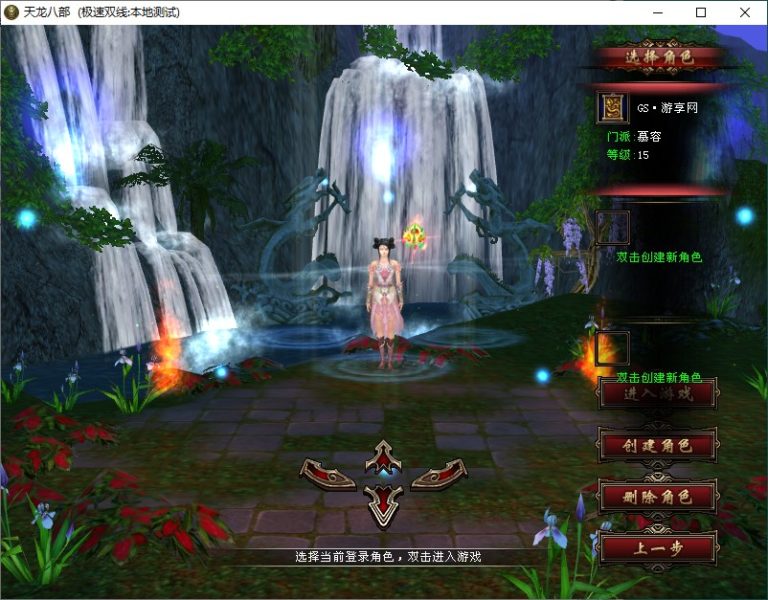 天龙八部 (极速双线:本地测试)
选择角色
GS·游享网
门派:慕容
等级:15
双击创建新角色
双击创建新角色
进入游戏
创建角色
删除角色
上一步
选择当前登录角色，双击进入游戏